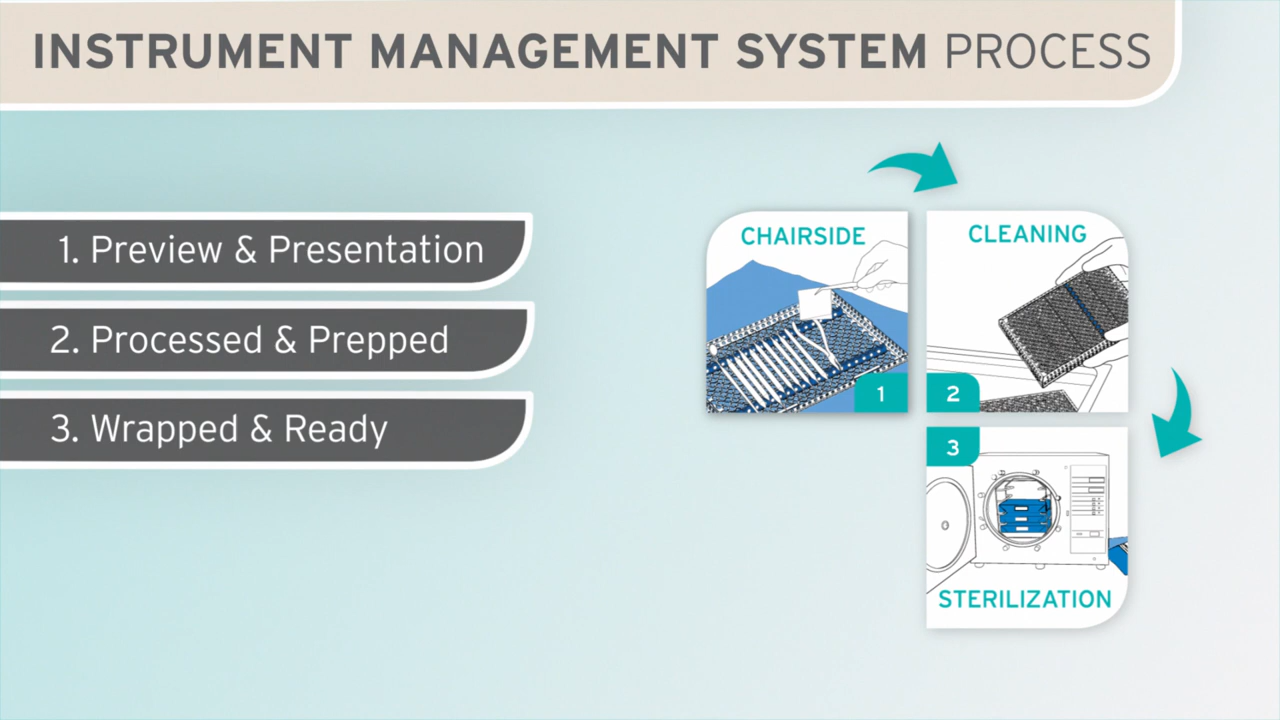 INSTRUMENT MANAGEMENT SYSTEM PROCESS
1. Preview & Presentation
2. Processed & Prepped
3. Wrapped & Ready
CHAIRSIDE
1
CLEANING
2
3
STERILIZATION